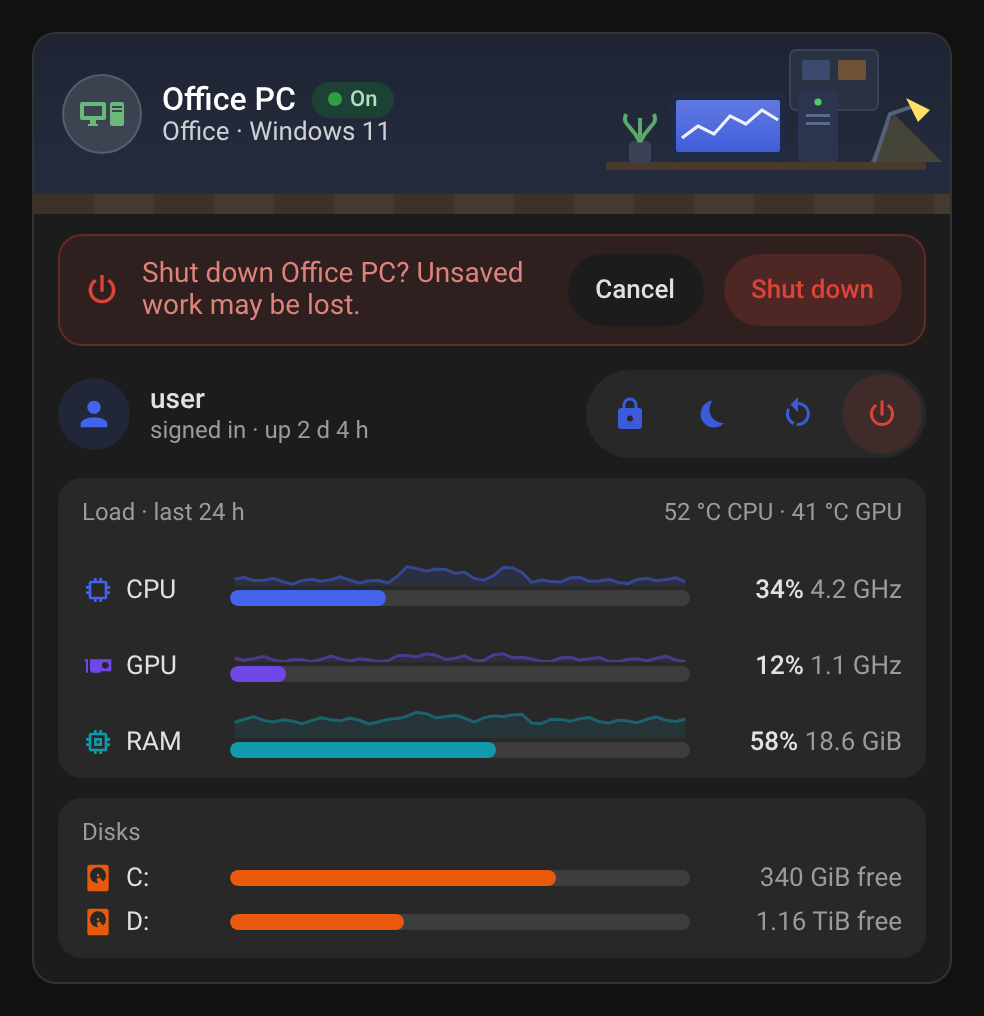 Office PC On
Office · Windows 11
Shut down Office PC? Unsaved
work may be lost.
Cancel
Shut down
user
signed in · up 2 d 4 h
Load · last 24 h
52 °C CPU · 41 °C GPU
CPU 34% 4.2 GHz
GPU 12% 1.1 GHz
RAM 58% 18.6 GiB
Disks
C: 340 GiB free
D: 1.16 TiB free